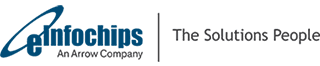 eInfochips
An Arrow Company
The Solutions People